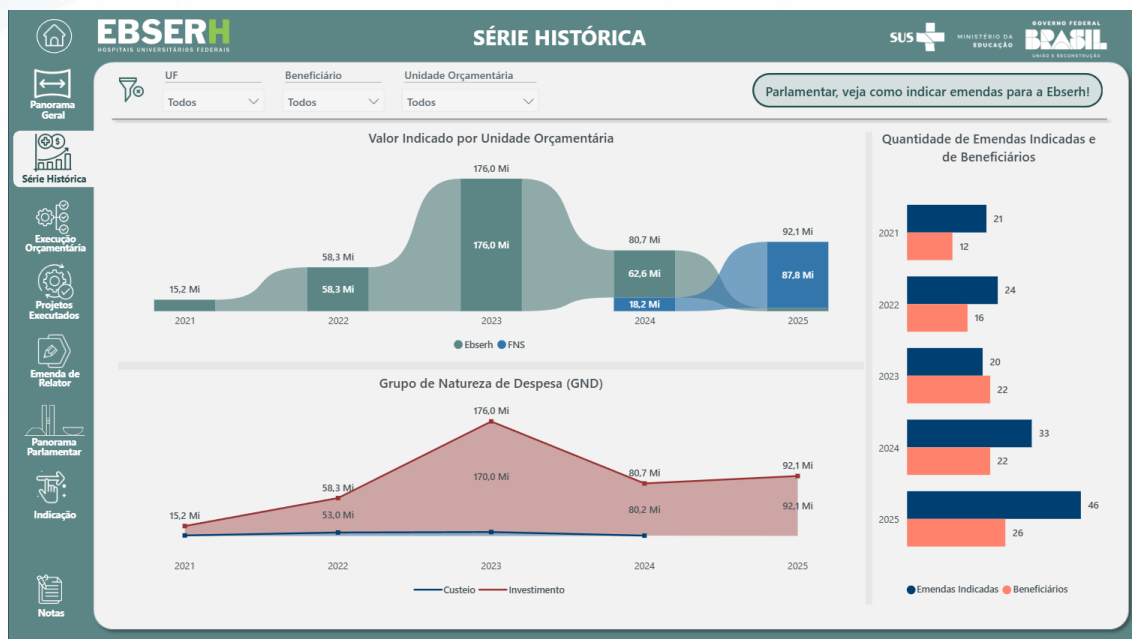 EBSERH
HOSPITAIS UNIVERSITÁRIOS FEDERAIS
SÉRIE HISTÓRICA
SUS
MINISTÉRIO DA
EDUCAÇÃO
GOVERNO FEDERAL
BRASIL
UNIÃO E RECONSTRUÇÃO
Panorama
Geral
Série Histórica
Execução
Orçamentária
Projetos
Executados
Emenda de
Relator
Panorama
Parlamentar
Indicação
Notas
UF
Todos
Beneficiário
Todos
Unidade Orçamentária
Todos
Parlamentar, veja como indicar emendas para a Ebserh!
Valor Indicado por Unidade Orçamentária
176,0 Mi
92,1 Mi
80,7 Mi
58,3 Mi
15,2 Mi
176,0 Mi
62,6 Mi
87,8 Mi
58,3 Mi
18,2 Mi
2021
2022
2023
2024
2025
Ebserh
FNS
Grupo de Natureza de Despesa (GND)
176,0 Mi
92,1 Mi
80,7 Mi
58,3 Mi
15,2 Mi
170,0 Mi
53,0 Mi
80,2 Mi
92,1 Mi
2021
2022
2023
2024
2025
Custeio
Investimento
Quantidade de Emendas Indicadas e
de Beneficiários
2021
21
12
2022
24
16
2023
20
22
2024
33
22
2025
46
26
Emendas Indicadas
Beneficiários